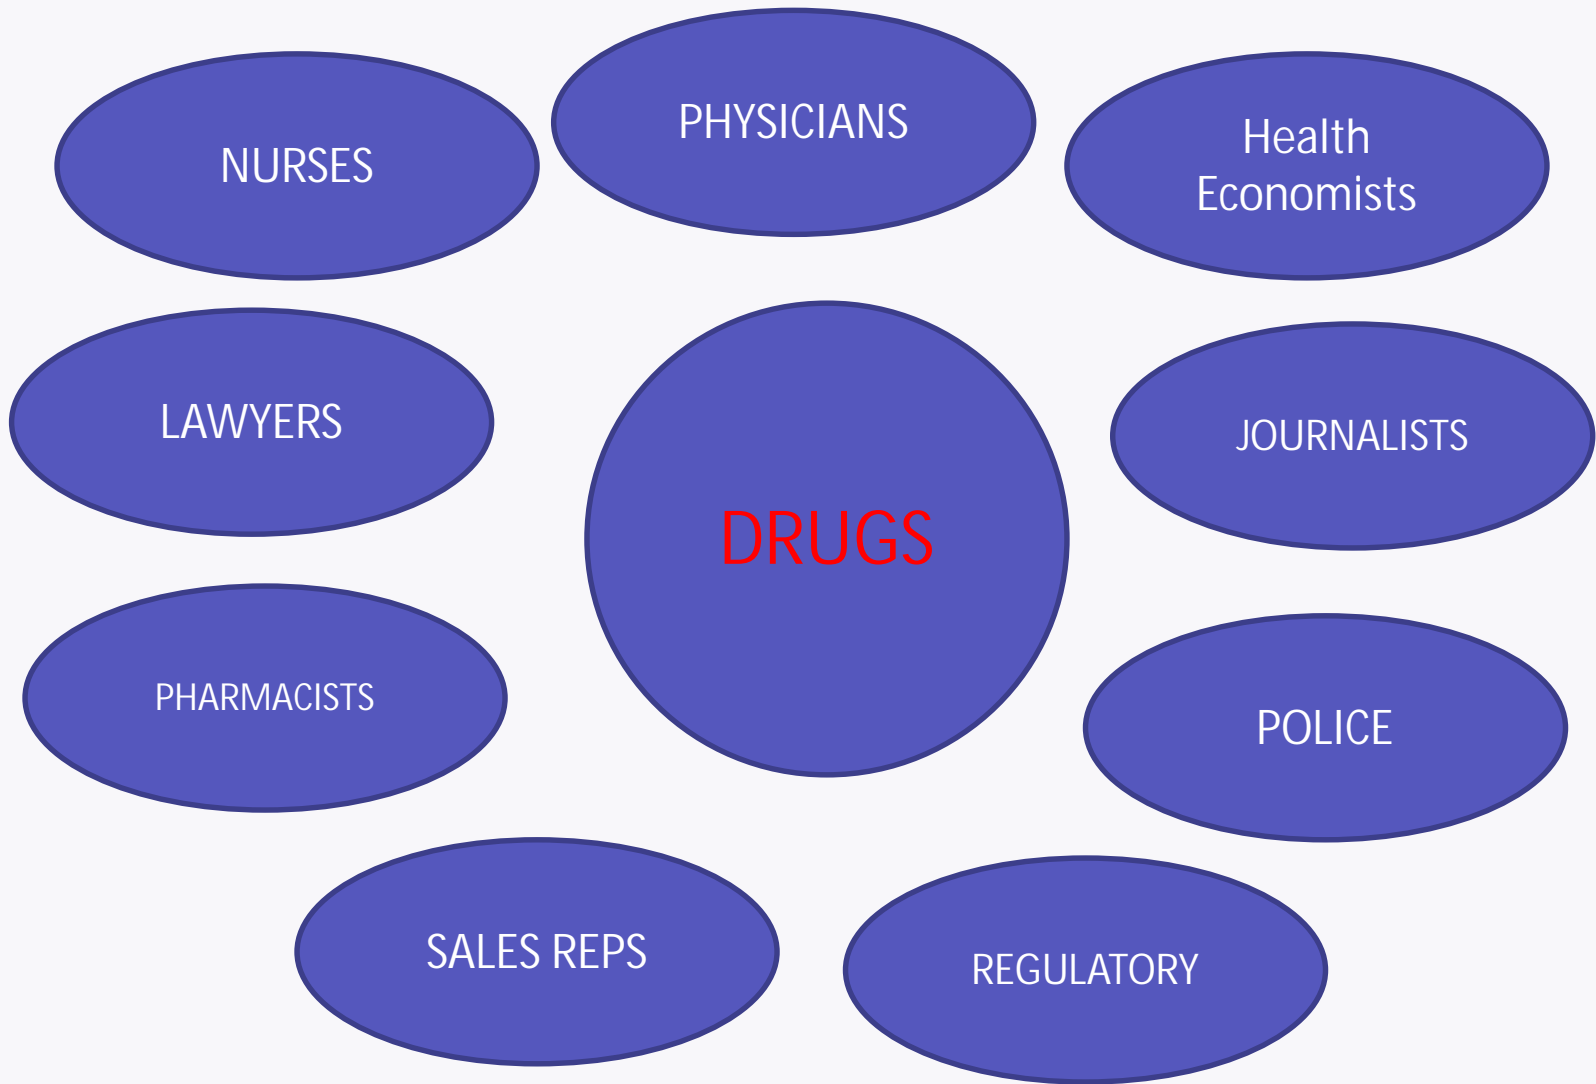 NURSES
PHYSICIANS
Health
Economists
LAWYERS
JOURNALISTS
DRUGS
PHARMACISTS
POLICE
SALES REPS
REGULATORY